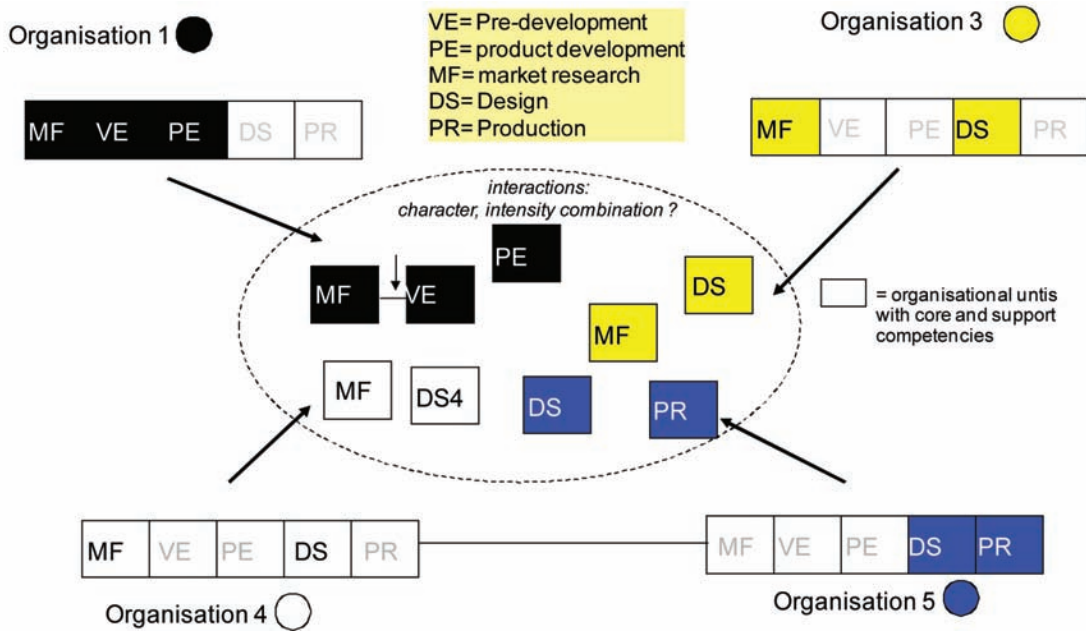 Organisation 1
VE= Pre-development
PE= product development
MF= market research
DS= Design
PR= Production
Organisation 3
MF VE PE DS PR
MF VE PE DS PR
interactions:
character, intensity combination ?
PE
MF VE
DS
MF
= organisational untis
with core and support
competencies
MF DS4 DS PR
MF VE PE DS PR
MF VE PE DS PR
Organisation 4
Organisation 5